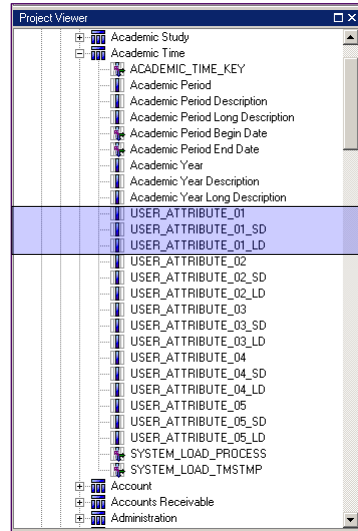 Project Viewer
Academic Study
Academic Time
ACADEMIC_TIME_KEY
Academic Period
Academic Period Description
Academic Period Long Description
Academic Period Begin Date
Academic Period End Date
Academic Year
Academic Year Description
Academic Year Long Description
USER_ATTRIBUTE_01
USER_ATTRIBUTE_01_SD
USER_ATTRIBUTE_01_LD
USER_ATTRIBUTE_02
USER_ATTRIBUTE_02_SD
USER_ATTRIBUTE_02_LD
USER_ATTRIBUTE_03
USER_ATTRIBUTE_03_SD
USER_ATTRIBUTE_03_LD
USER_ATTRIBUTE_04
USER_ATTRIBUTE_04_SD
USER_ATTRIBUTE_04_LD
USER_ATTRIBUTE_05
USER_ATTRIBUTE_05_SD
USER_ATTRIBUTE_05_LD
SYSTEM_LOAD_PROCESS
SYSTEM_LOAD_TMSTMP
Account
Accounts Receivable
Administration